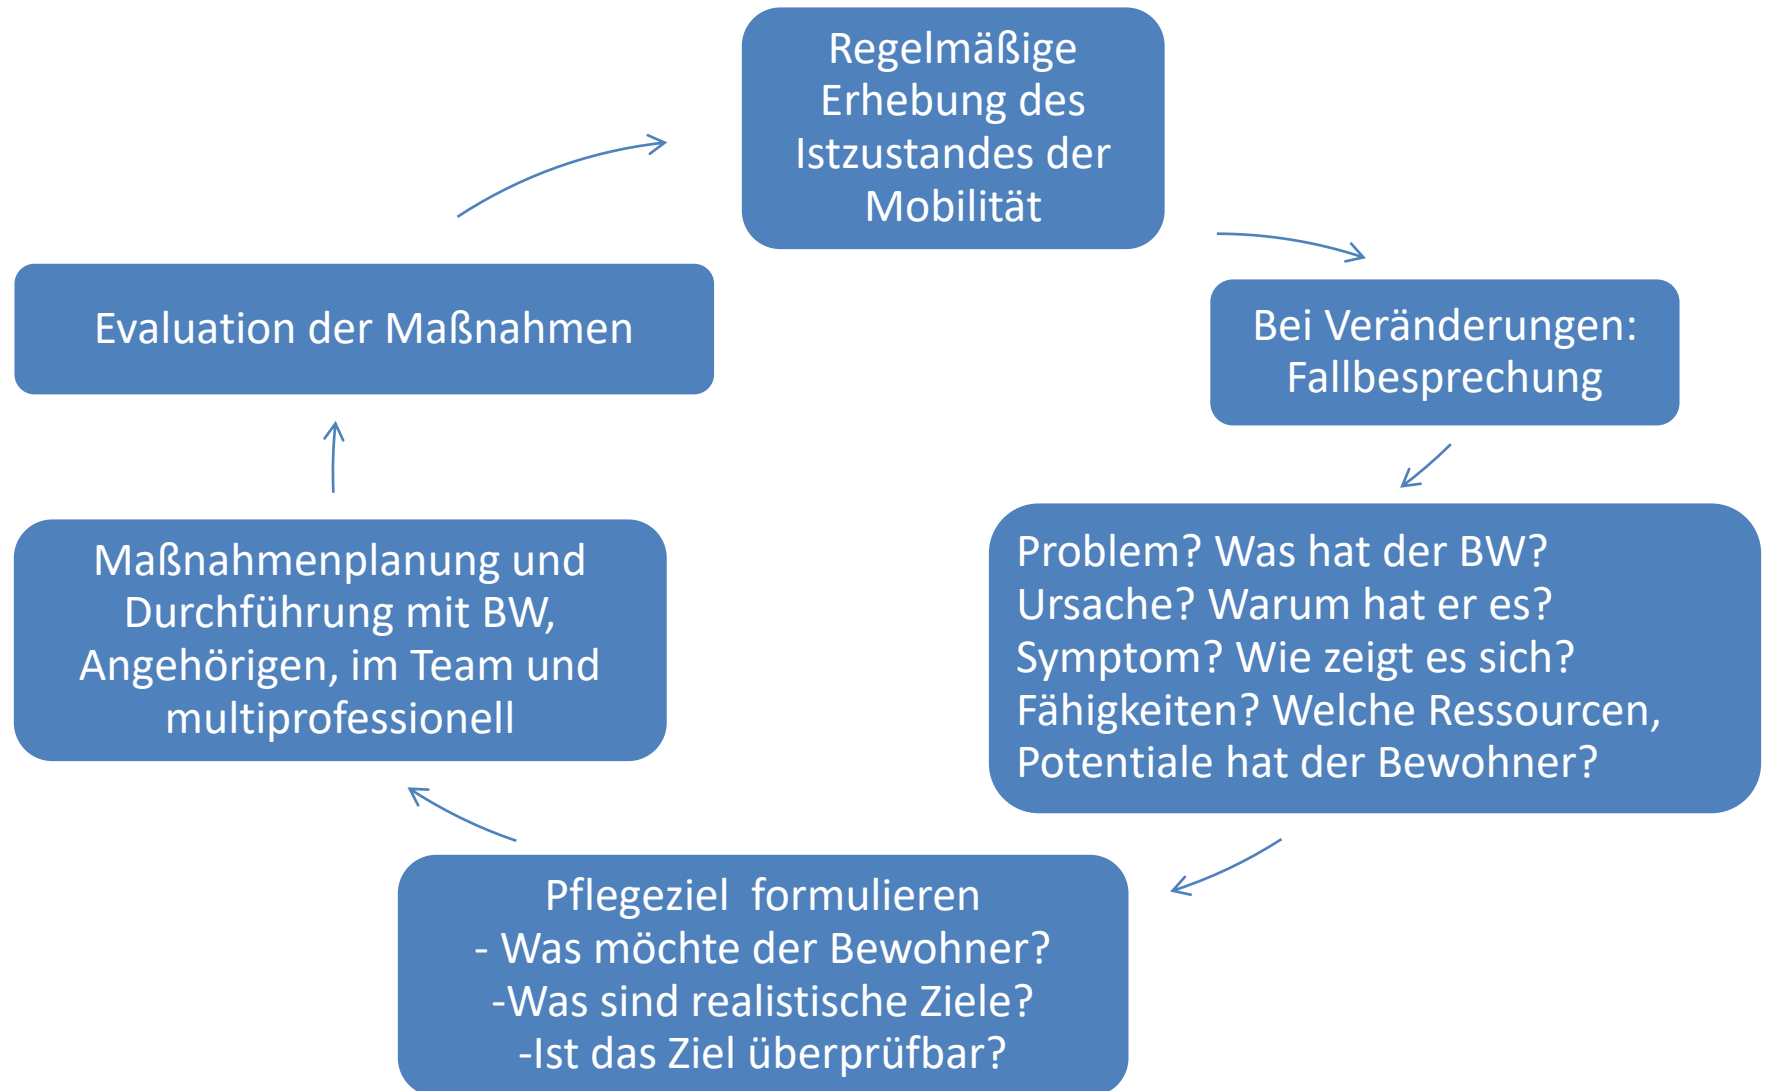 Regelmäßige
Erhebung des
Istzustandes der
Mobilität
Bei Veränderungen:
Fallbesprechung
Problem? Was hat der BW?
Ursache? Warum hat er es?
Symptom? Wie zeigt es sich?
Fähigkeiten? Welche Ressourcen,
Potentiale hat der Bewohner?
Pflegeziel  formulieren
- Was möchte der Bewohner?
-Was sind realistische Ziele?
-Ist das Ziel überprüfbar?
Maßnahmenplanung und
Durchführung mit BW,
Angehörigen, im Team und
multiprofessionell
Evaluation der Maßnahmen